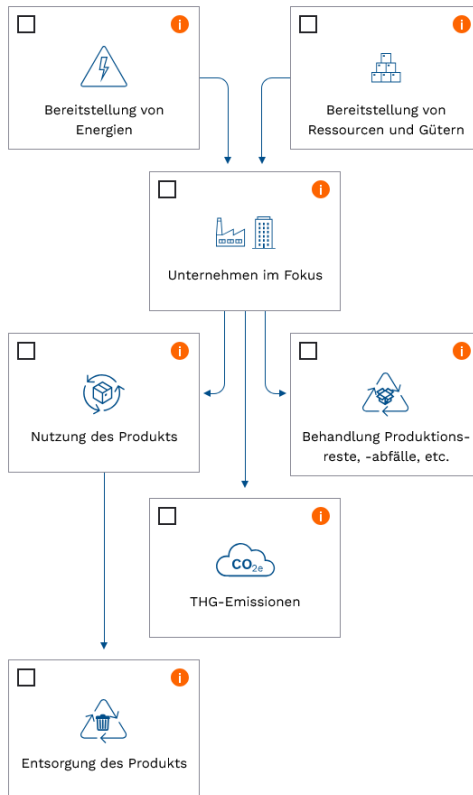 i
i
Bereitstellung von
Energien
Bereitstellung von
Ressourcen und Gütern
i
Unternehmen im Fokus
i
i
Nutzung des Produkts
Behandlung Produktions-
reste, -abfälle, etc.
i
CO2e
THG-Emissionen
i
Entsorgung des Produkts